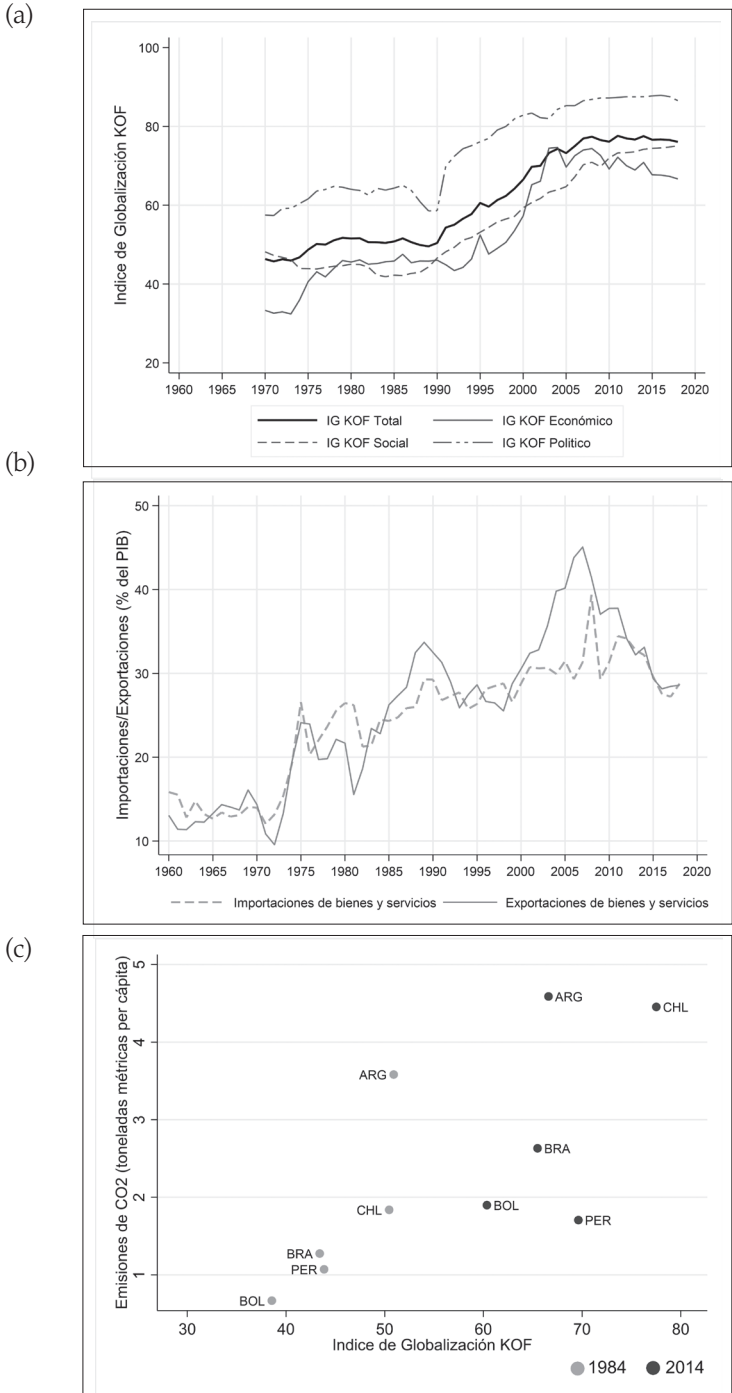 (a)
Indice de Globalización KOF
100
80
60
40
20
1960 1965 1970 1975 1980 1985 1990 1995 2000 2005 2010 2015 2020
IG KOF Total IG KOF Económico
IG KOF Social IG KOF Politico
(b)
Importaciones/Exportaciones (% del PIB)
50
40
30
20
10
1960 1965 1970 1975 1980 1985 1990 1995 2000 2005 2010 2015 2020
Importaciones de bienes y servicios Exportaciones de bienes y servicios
(c)
Emisiones de CO2 (toneladas métricas per cápita)
5
4
3
2
1
ARG
CHL
ARG
BRA
CHL
BOL
PER
BRA
PER
BOL
30 40 50 60 70 80
Indice de Globalización KOF
1984 2014